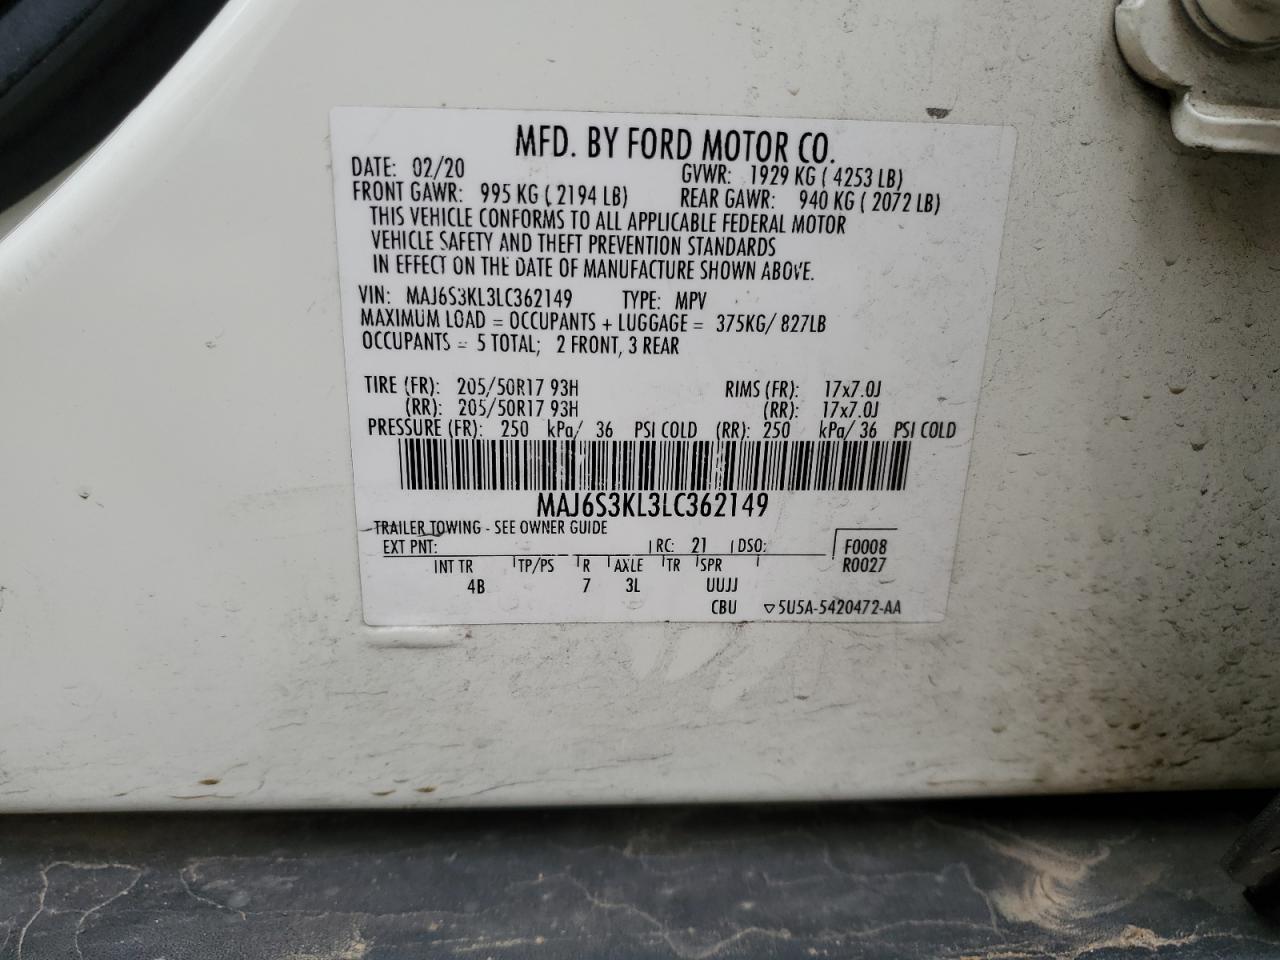 MFD. BY FORD MOTOR CO.
DATE: 02/20 GVWR: 1929 KG ( 4253 LB)
FRONT GAWR: 995 KG ( 2194 LB) REAR GAWR: 940 KG ( 2072 LB)
THIS VEHICLE CONFORMS TO ALL APPLICABLE FEDERAL MOTOR
VEHICLE SAFETY AND THEFT PREVENTION STANDARDS
IN EFFECT ON THE DATE OF MANUFACTURE SHOWN ABOVE.
VIN: MAJ6S3KL3LC362149 TYPE: MPV
MAXIMUM LOAD = OCCUPANTS + LUGGAGE = 375KG/ 827LB
OCCUPANTS = 5 TOTAL; 2 FRONT, 3 REAR
TIRE (FR): 205/50R17 93H RIMS (FR): 17x7.0J
(RR): 205/50R17 93H (RR): 17x7.0J
PRESSURE (FR): 250 kPa/ 36 PSI COLD (RR): 250 kPa/ 36 PSI COLD
MAJ6S3KL3LC362149
TRAILER TOWING - SEE OWNER GUIDE
EXT PNT: RC: 21 DSO: F0008
R0027
INT TR TP/PS R AXLE TR SPR
4B 7 3L UUJJ
CBU ▽5U5A-5420472-AA